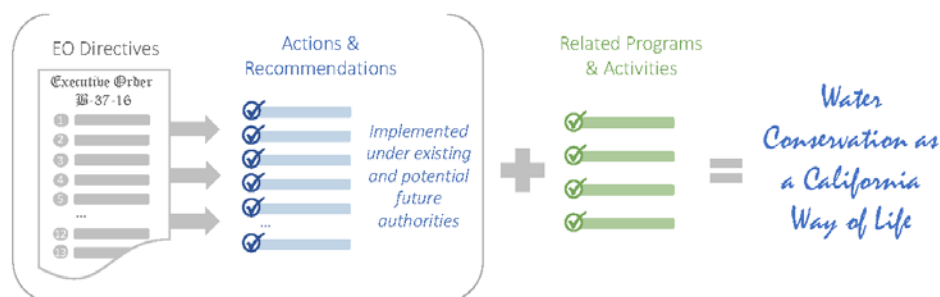 EO Directives
Executive Order
B-37-16
1
2
3
4
5
...
12
13
Actions &
Recommendations
...
Implemented
under existing
and potential
future
authorities
+
Related Programs
& Activities
=
Water
Conservation as
a California
Way of Life